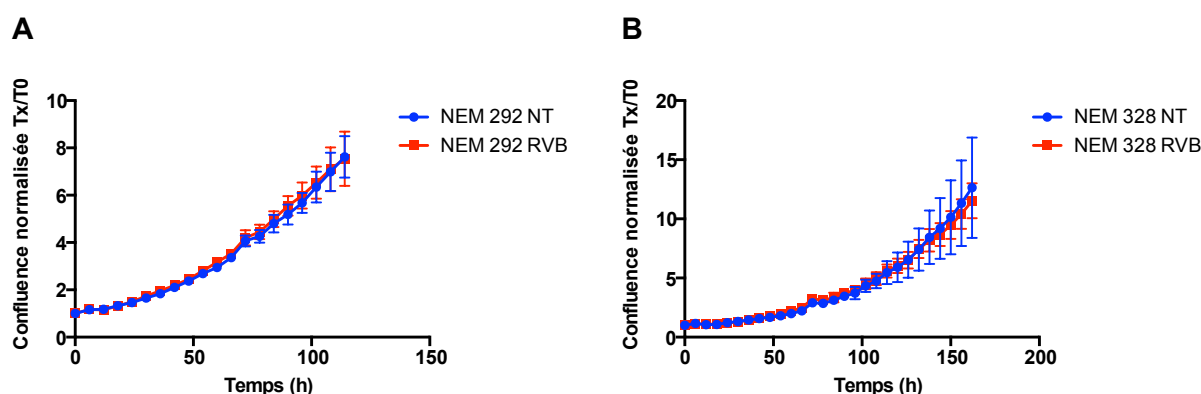 A
Confluence normalisée Tx/T0
10
8
6
4
2
0
0
50
100
150
Temps (h)
NEM 292 NT
NEM 292 RVB
B
Confluence normalisée Tx/T0
20
15
10
5
0
0
50
100
150
200
Temps (h)
NEM 328 NT
NEM 328 RVB